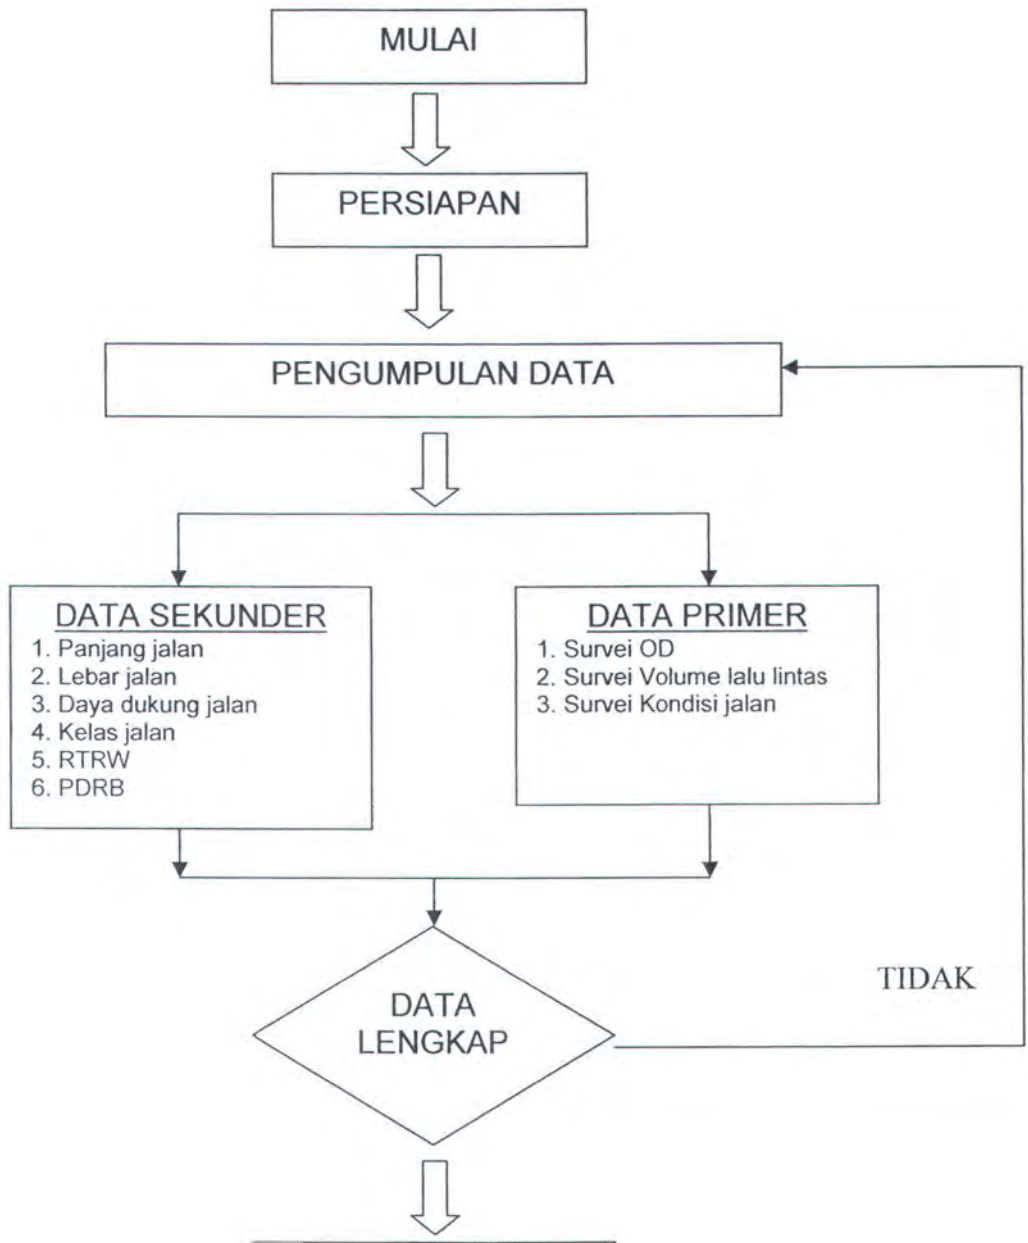 MULAI
PERSIAPAN
PENGUMPULAN DATA
DATA SEKUNDER
1. Panjang jalan
2. Lebar jalan
3. Daya dukung jalan
4. Kelas jalan
5. RTRW
6. PDRB
DATA PRIMER
1. Survei OD
2. Survei Volume lalu lintas
3. Survei Kondisi jalan
DATA
LENGKAP
TIDAK